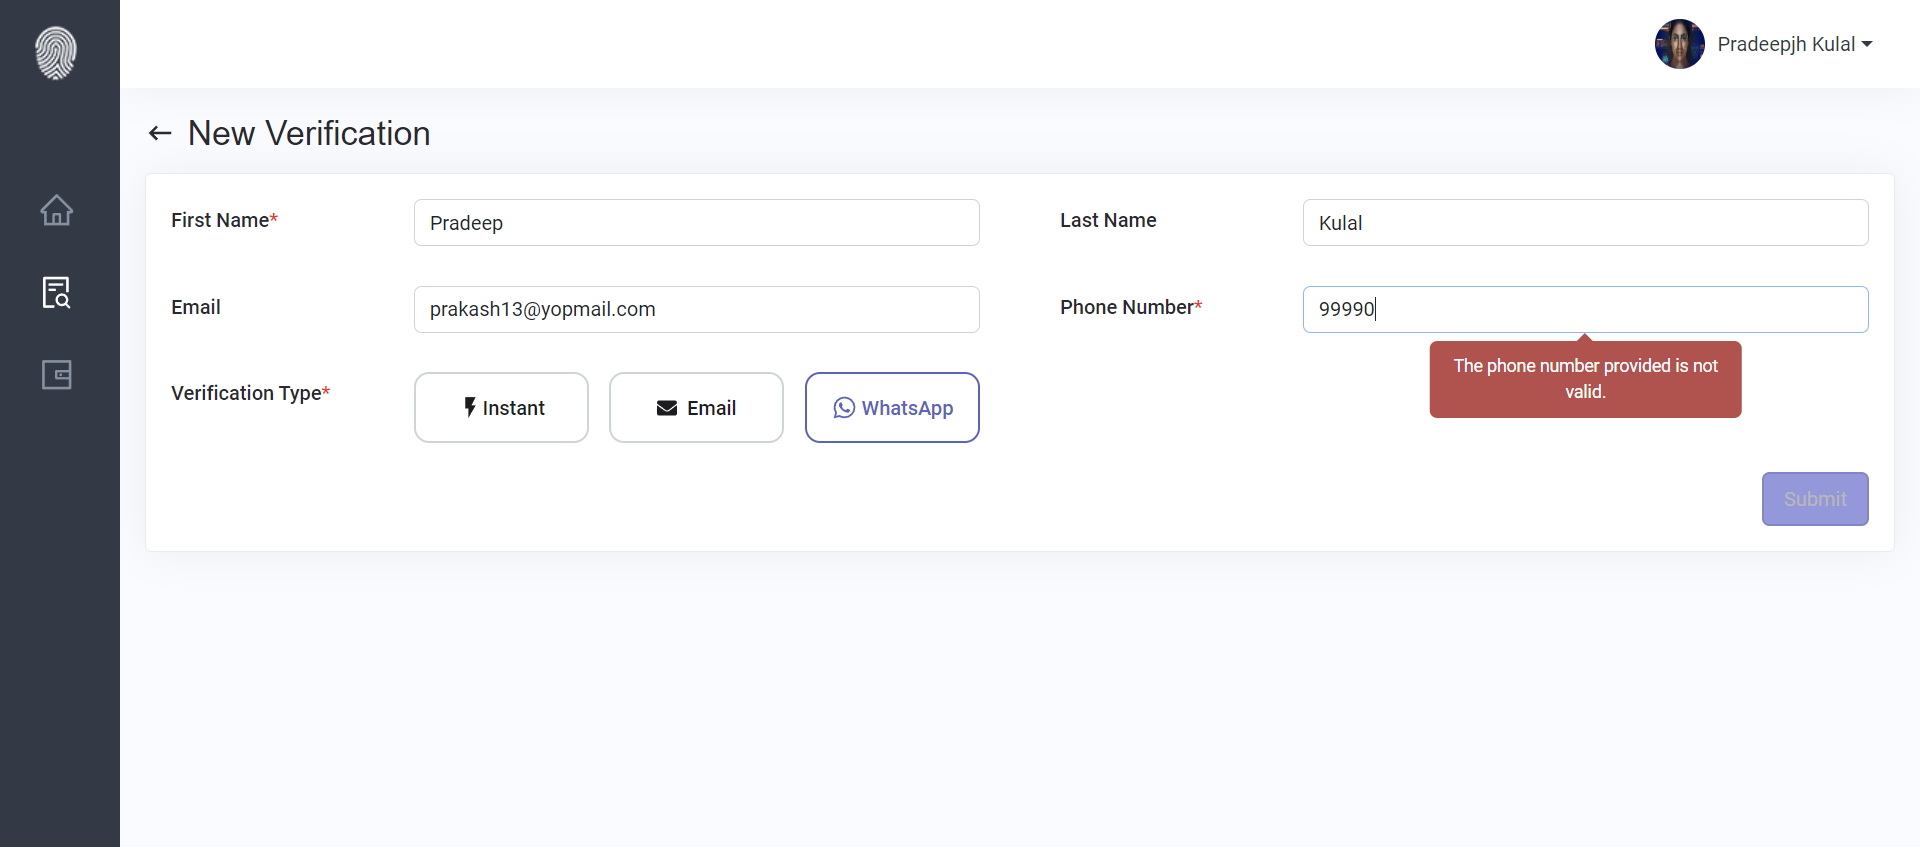 Pradeepjh Kulal
New Verification
First Name*
Pradeep
Last Name
Kulal
Email
prakash13@yopmail.com
Phone Number*
99990
The phone number provided is not
valid.
Verification Type*
Instant
Email
WhatsApp
Submit